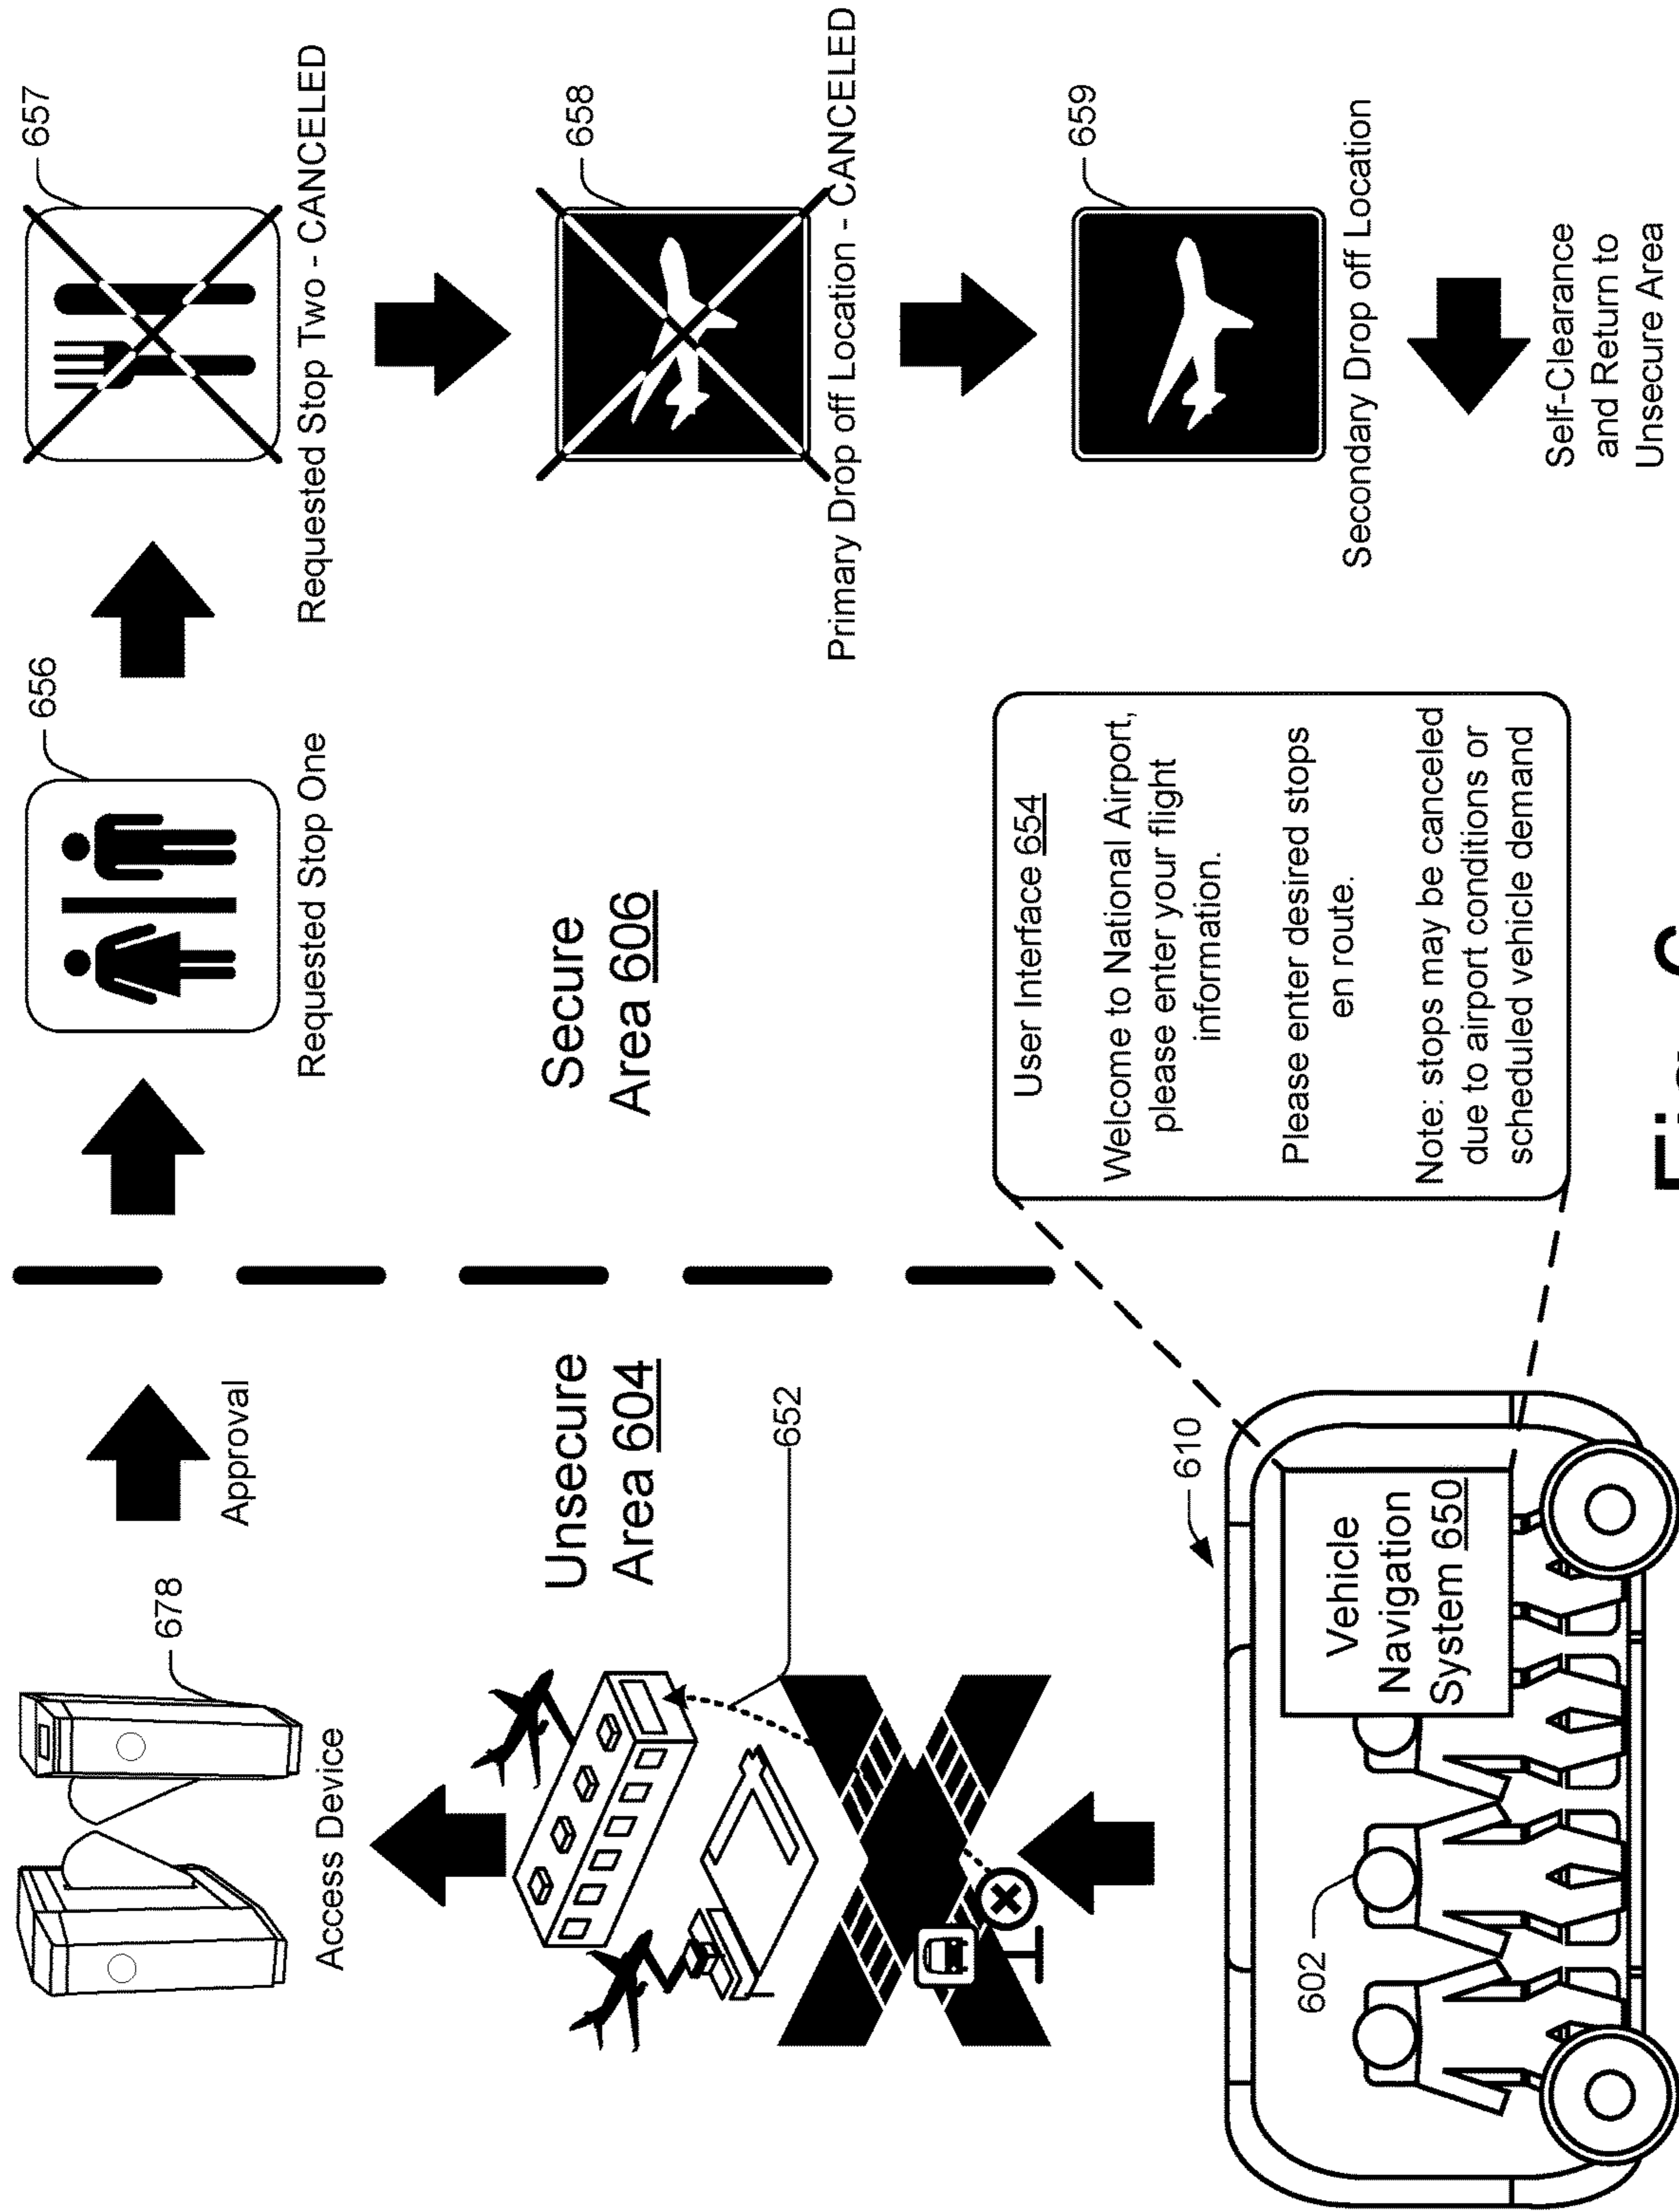 678
656
657
Access Device
Approval
Requested Stop One
Requested Stop Two - CANCELED
Unsecure
Area 604
Secure
Area 606
658
652
Primary Drop off Location - CANCELED
610
User Interface 654
Welcome to National Airport,
please enter your flight
information.
Please enter desired stops
en route.
Note: stops may be canceled
due to airport conditions or
scheduled vehicle demand
659
Secondary Drop off Location
602
Vehicle
Navigation
System 650
Self-Clearance
and Return to
Unsecure Area